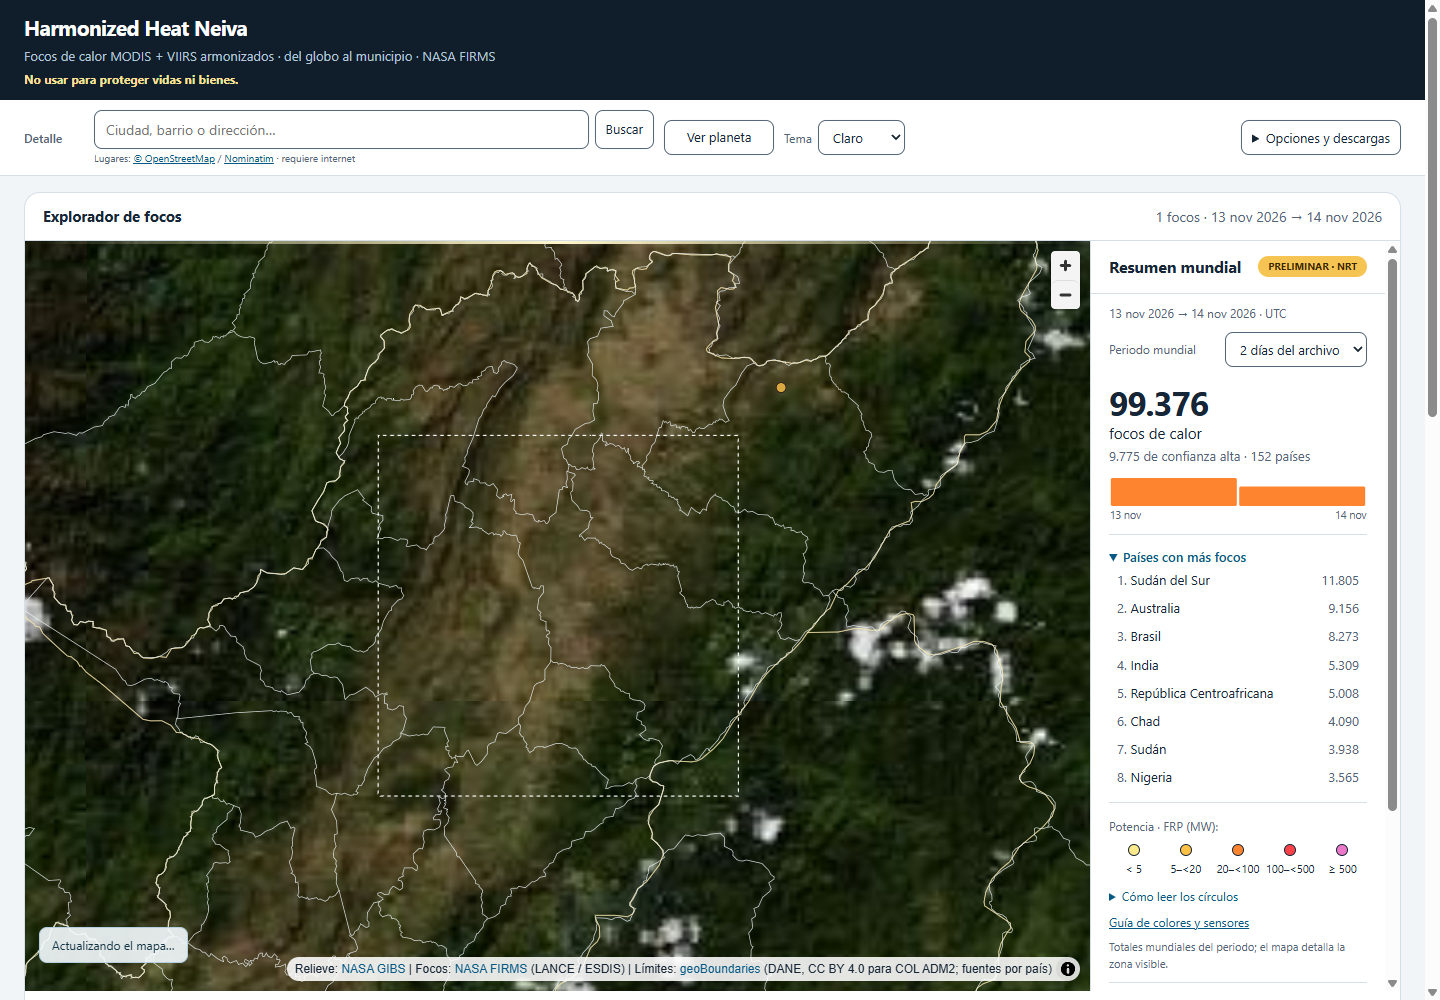 Harmonized Heat Neiva
Focos de calor MODIS + VIIRS armonizados · del globo al municipio · NASA FIRMS
No usar para proteger vidas ni bienes.
Detalle
Ciudad, barrio o dirección...
Buscar
Ver planeta
Tema
Claro
▶ Opciones y descargas
Lugares: © OpenStreetMap / Nominatim · requiere internet
Explorador de focos
1 focos · 13 nov 2026 → 14 nov 2026
+
−
Actualizando el mapa...
Relieve: NASA GIBS | Focos: NASA FIRMS (LANCE / ESDIS) | Límites: geoBoundaries (DANE, CC BY 4.0 para COL ADM2; fuentes por país)
Resumen mundial
PRELIMINAR · NRT
13 nov 2026 → 14 nov 2026 · UTC
Periodo mundial
2 días del archivo
99.376
focos de calor
9.775 de confianza alta · 152 países
13 nov
14 nov
▼ Países con más focos
1. Sudán del Sur 11.805
2. Australia 9.156
3. Brasil 8.273
4. India 5.309
5. República Centroafricana 5.008
6. Chad 4.090
7. Sudán 3.938
8. Nigeria 3.565
Potencia · FRP (MW):
< 5
5–<20
20–<100
100–<500
≥ 500
▶ Cómo leer los círculos
Guía de colores y sensores
Totales mundiales del periodo; el mapa detalla la
zona visible.